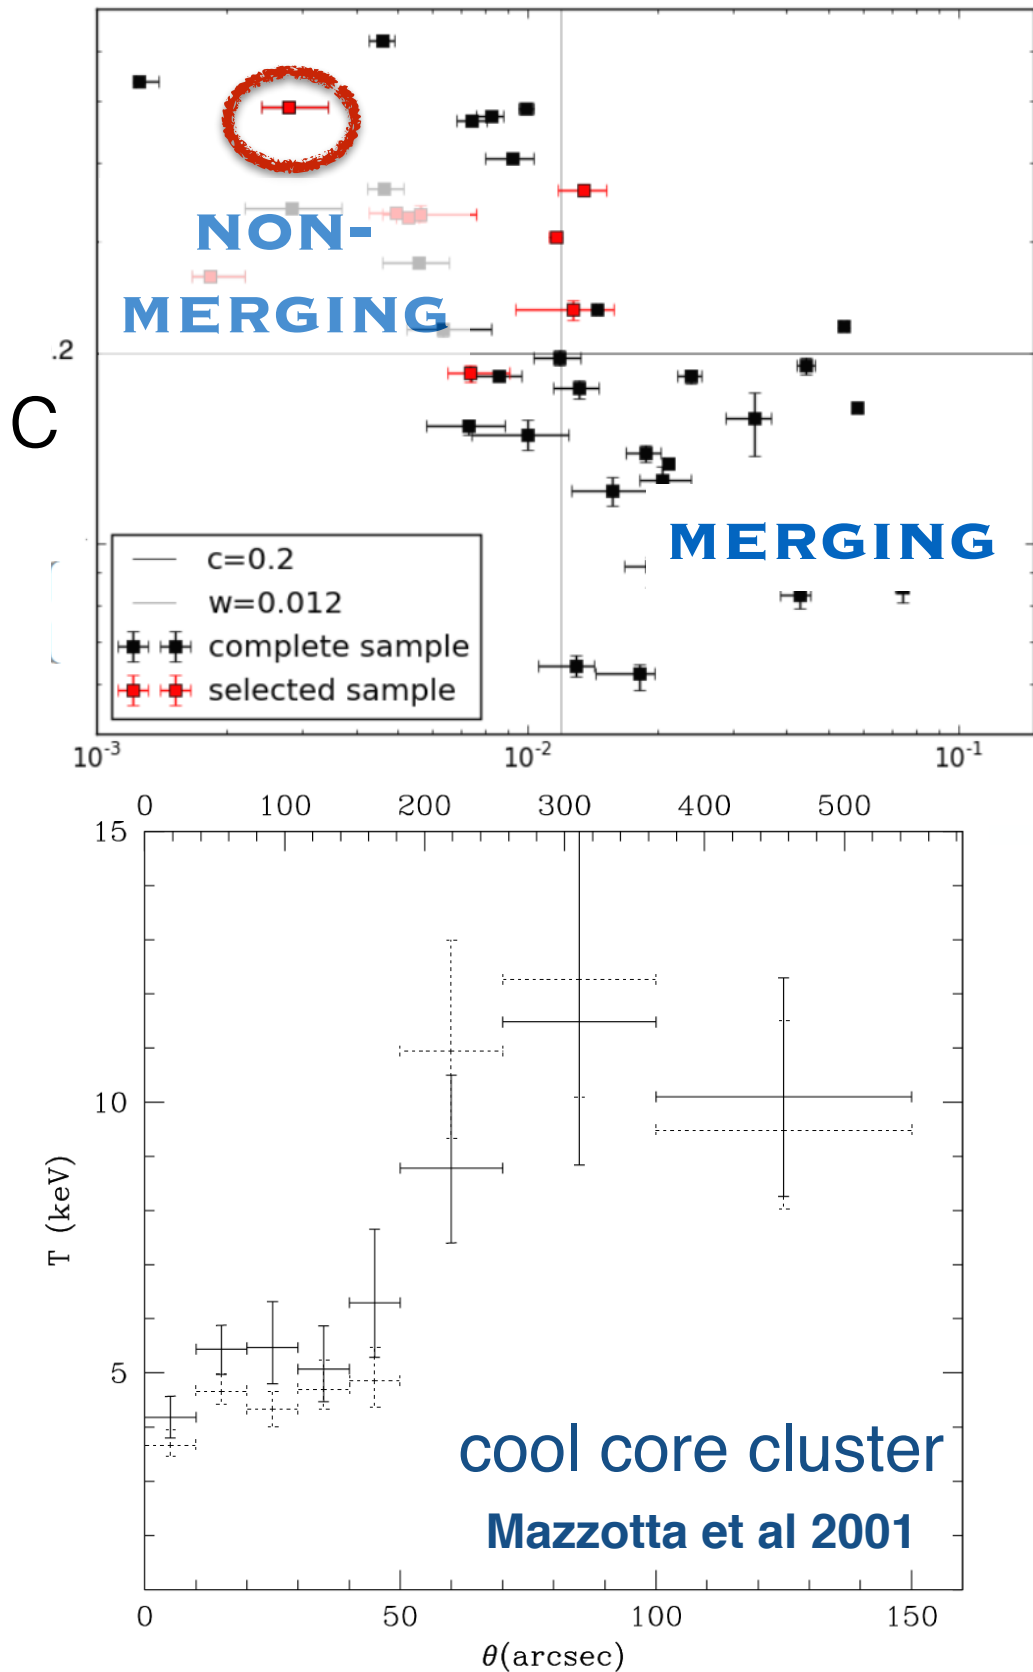 NON-
MERGING
.2
C
MERGING
c=0.2
w=0.012
complete sample
selected sample
10^-3
10^-2
10^-1
0 100 200 300 400 500
15
10
T (keV)
5
cool core cluster
Mazzotta et al 2001
0 50 100 150
θ(arcsec)